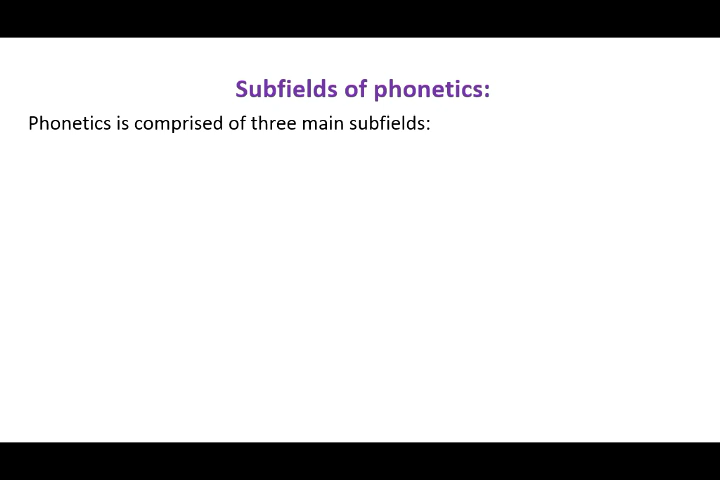 Subfields of phonetics:
Phonetics is comprised of three main subfields: